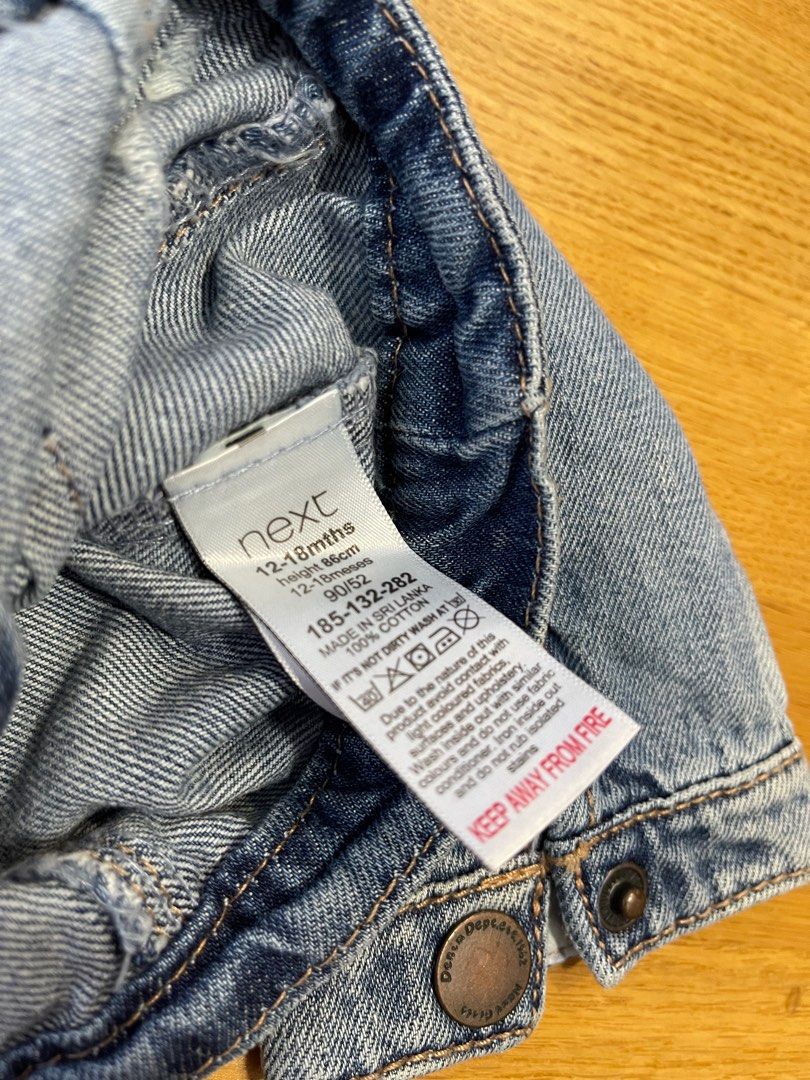 next
12-18mths
height 86cm
12-18meses
90/52
185-132-282
MADE IN SRI LANKA
100% COTTON
IF IT'S NOT DIRTY WASH AT 30
40
Due to the nature of this
product avoid contact with
light coloured fabrics,
surfaces and upholstery.
Wash inside out with similar
colours and do not use fabric
conditioner. Iron inside out
and do not rub isolated
stains
KEEP AWAY FROM FIRE
Denim Dept.